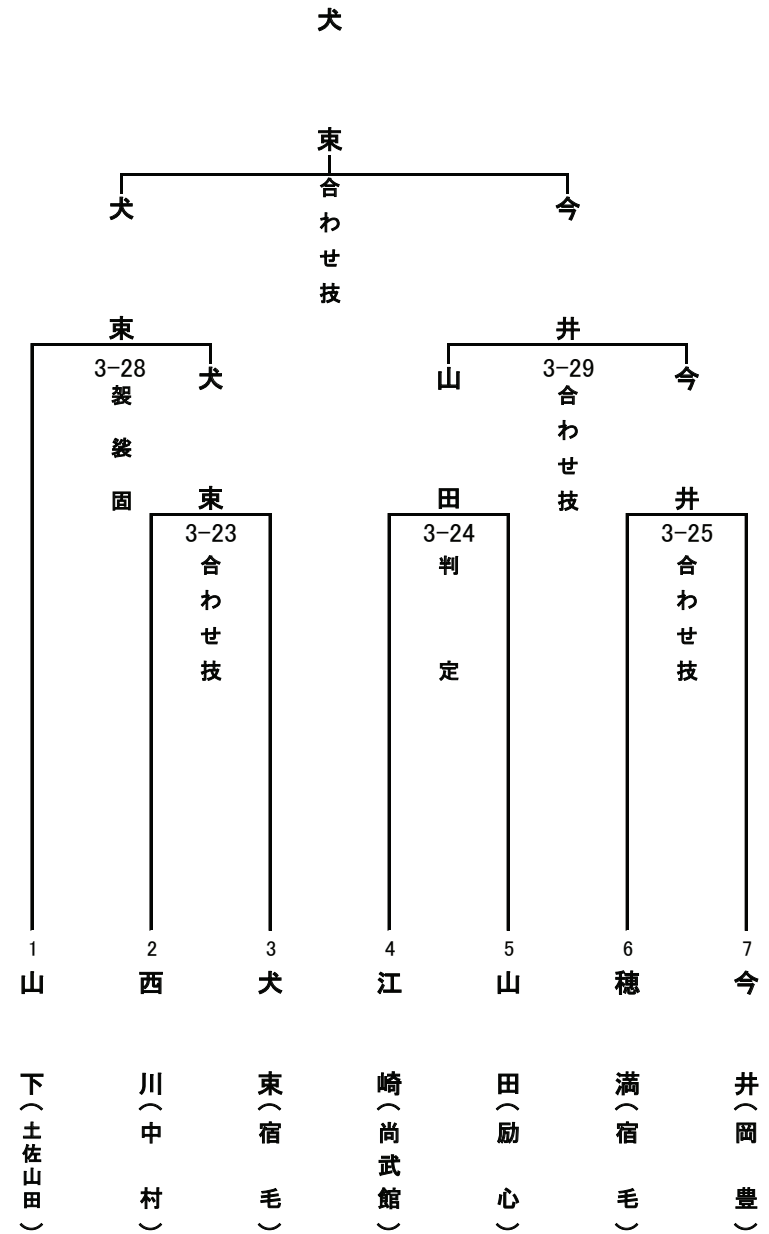 犬束
合わせ技
犬束
今井
3-28
袈裟固
犬束
3-29
合わせ技
山田
今井
3-23
合わせ技
3-24
判定
3-25
合わせ技
1
2
3
4
5
6
7
山下（土佐山田）
西川（中村）
犬束（宿毛）
江崎（尚武館）
山田（励心）
穂満（宿毛）
今井（岡豊）